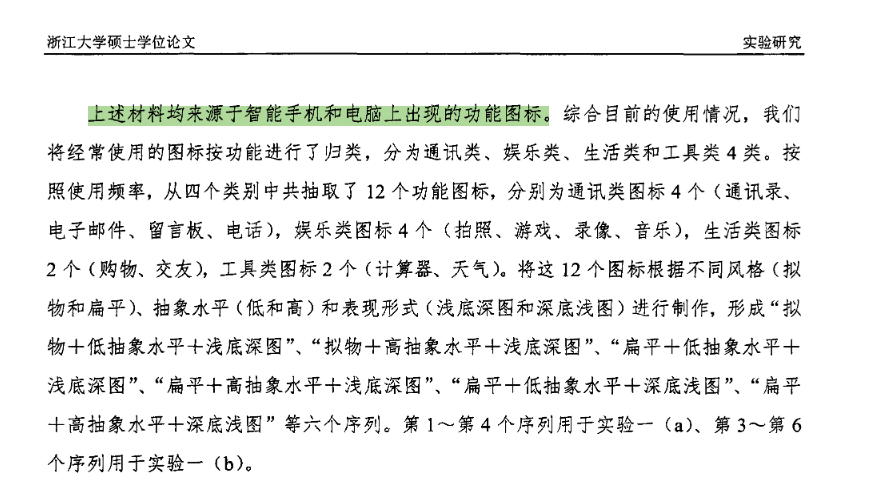 浙江大学硕士学位论文 实验研究
上述材料均来源于智能手机和电脑上出现的功能图标。综合目前的使用情况，我们
将经常使用的图标按功能进行了归类，分为通讯类、娱乐类、生活类和工具类 4 类。按
照使用频率，从四个类别中共抽取了 12 个功能图标，分别为通讯类图标 4 个（通讯录、
电子邮件、留言板、电话），娱乐类图标 4 个（拍照、游戏、录像、音乐），生活类图标
2 个（购物、交友），工具类图标 2 个（计算器、天气）。将这 12 个图标根据不同风格（拟
物和扁平）、抽象水平（低和高）和表现形式（浅底深图和深底浅图）进行制作，形成“拟
物＋低抽象水平＋浅底深图”、“拟物＋高抽象水平＋浅底深图”、“扁平＋低抽象水平＋
浅底深图”、“扁平＋高抽象水平＋浅底深图”、“扁平＋低抽象水平＋深底浅图”、“扁平
＋高抽象水平＋深底浅图”等六个序列。第 1～第 4 个序列用于实验一（a）、第 3～第 6
个序列用于实验一（b）。